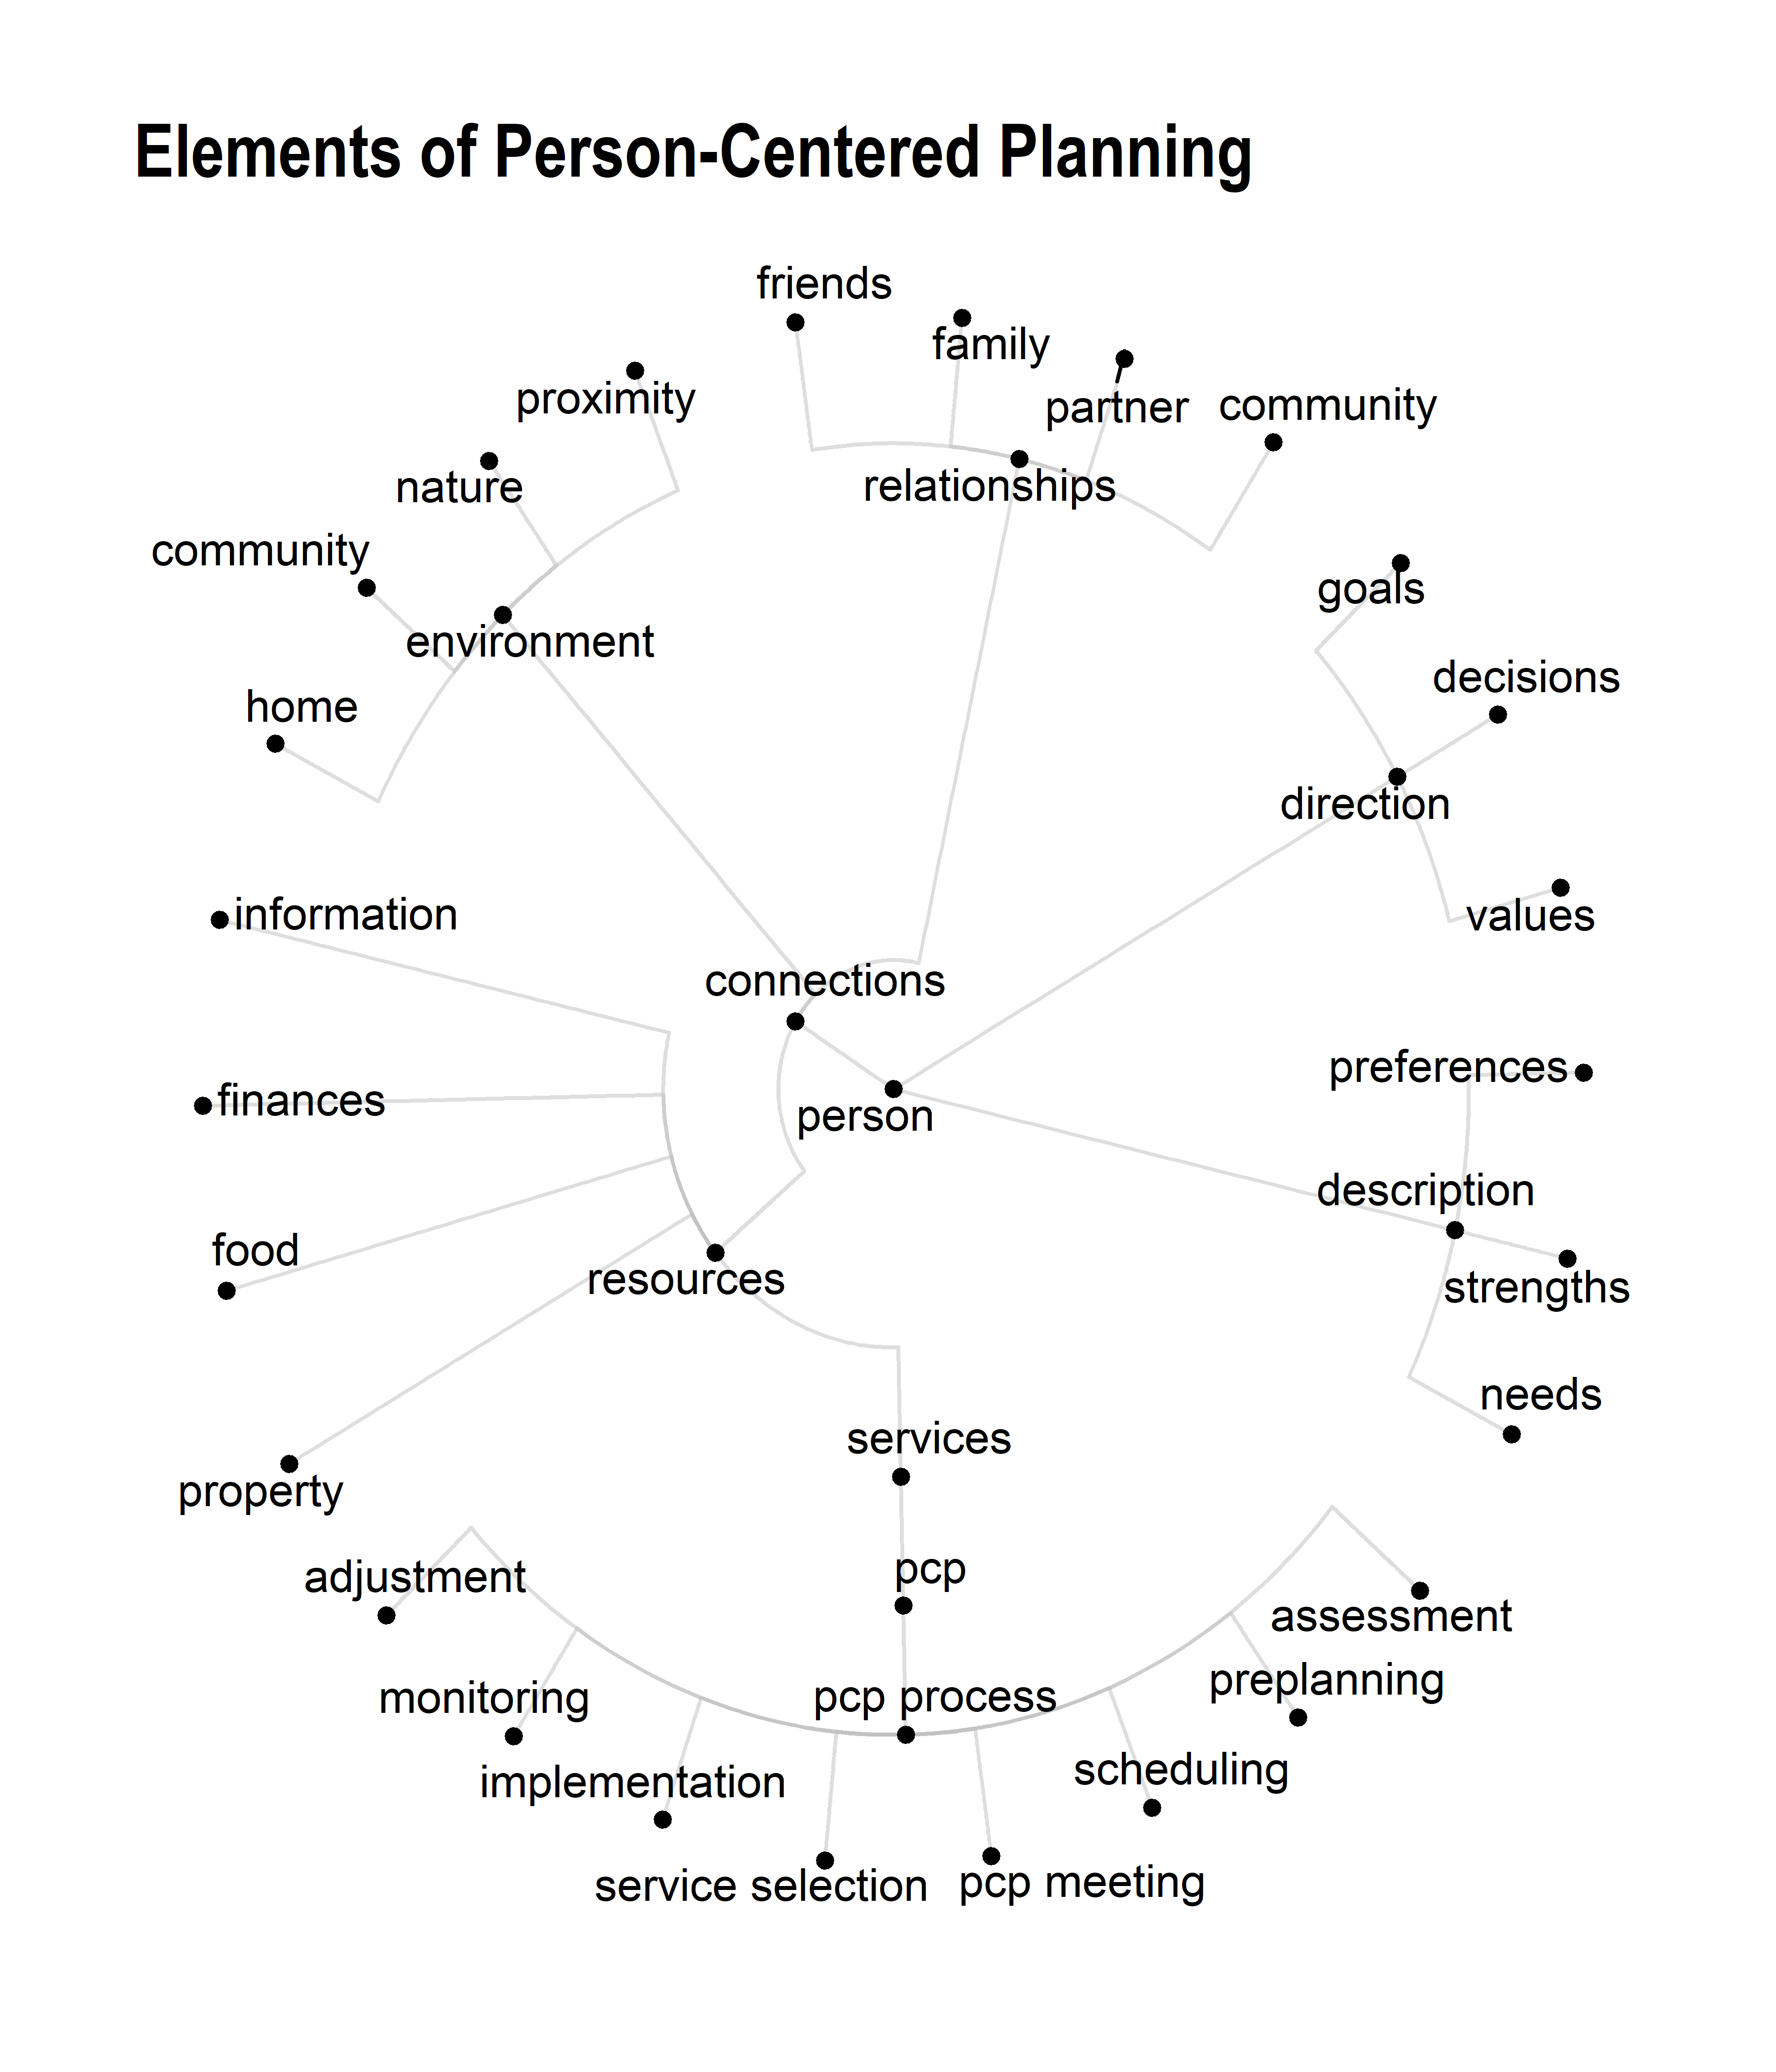 Elements of Person-Centered Planning
friends
family
proximity
partner
community
nature
relationships
community
goals
environment
decisions
home
direction
information
values
connections
preferences
finances
person
description
food
resources
strengths
needs
services
property
pcp
adjustment
assessment
preplanning
monitoring
pcp process
scheduling
implementation
service selection
pcp meeting